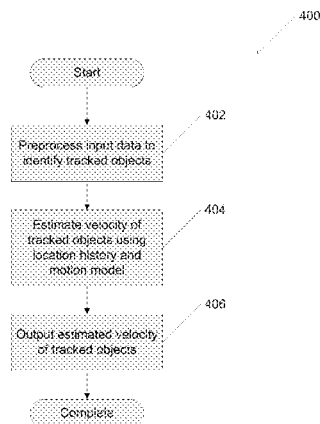 400
Start
402
Preprocess input data to
identify tracked objects
404
Estimate velocity of
tracked objects using
location history and
motion model
406
Output estimated velocity
of tracked objects
Complete